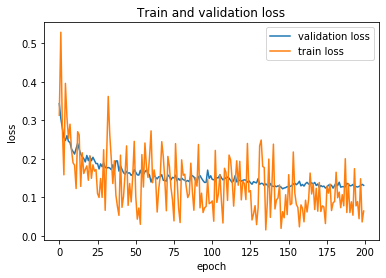 Train and validation loss
validation loss
train loss
loss
0.5
0.4
0.3
0.2
0.1
0.0
0 25 50 75 100 125 150 175 200
epoch